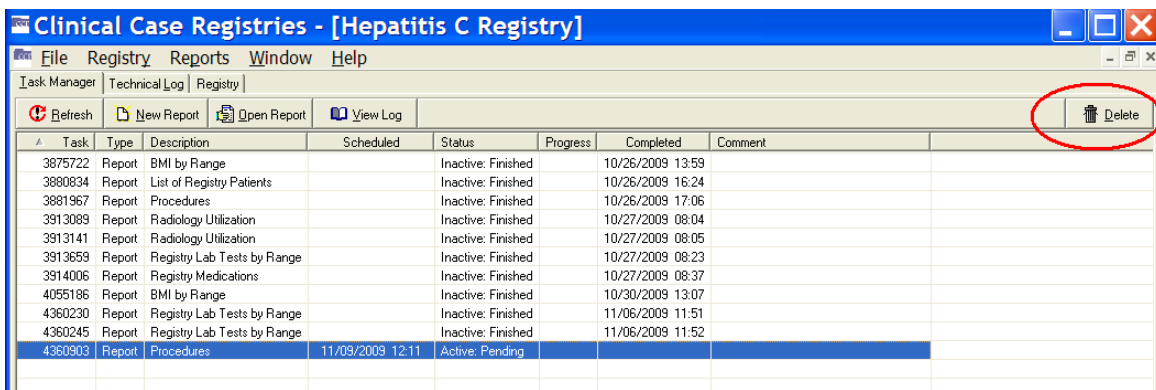 Clinical Case Registries - [Hepatitis C Registry]
File Registry Reports Window Help
Task Manager Technical Log Registry
Refresh New Report Open Report View Log Delete
Task Type Description Scheduled Status Progress Completed Comment
3875722 Report BMI by Range Inactive: Finished 10/26/2009 13:59
3880834 Report List of Registry Patients Inactive: Finished 10/26/2009 16:24
3881967 Report Procedures Inactive: Finished 10/26/2009 17:06
3913089 Report Radiology Utilization Inactive: Finished 10/27/2009 08:04
3913141 Report Radiology Utilization Inactive: Finished 10/27/2009 08:05
3913659 Report Registry Lab Tests by Range Inactive: Finished 10/27/2009 08:23
3914006 Report Registry Medications Inactive: Finished 10/27/2009 08:37
4055186 Report BMI by Range Inactive: Finished 10/30/2009 13:07
4360230 Report Registry Lab Tests by Range Inactive: Finished 11/06/2009 11:51
4360245 Report Registry Lab Tests by Range Inactive: Finished 11/06/2009 11:52
4360903 Report Procedures 11/09/2009 12:11 Active: Pending